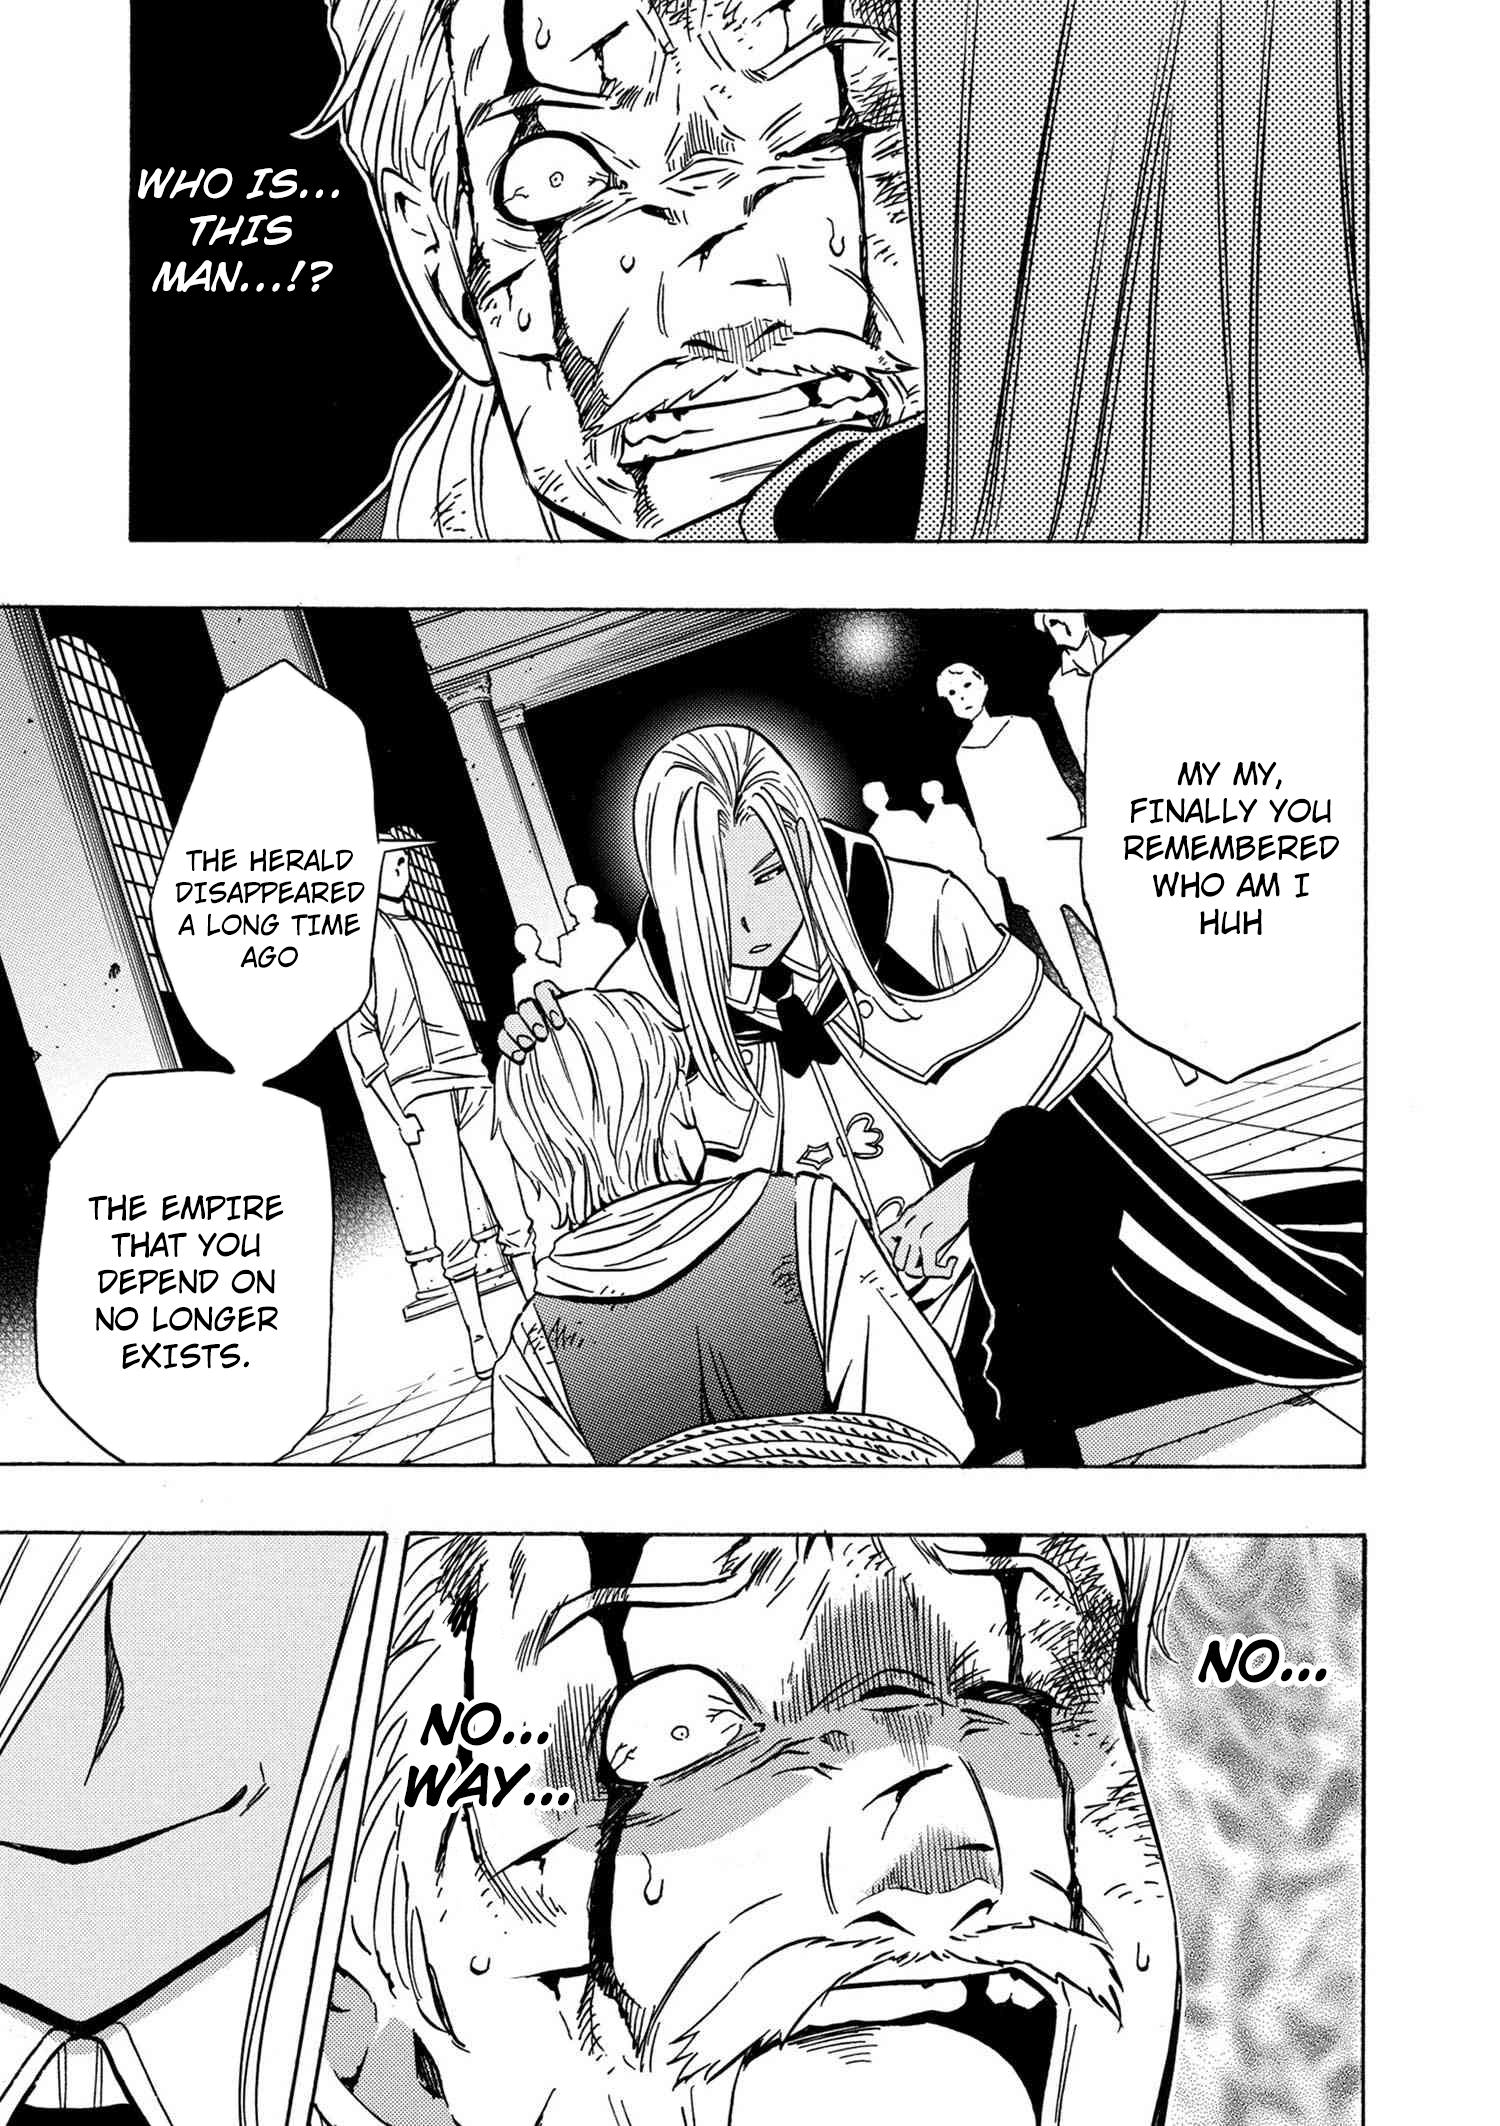 WHO IS...
THIS
MAN...!?
MY MY,
FINALLY YOU
REMEMBERED
WHO AM I
HUH
THE HERALD
DISAPPEARED
A LONG TIME
AGO
THE EMPIRE
THAT YOU
DEPEND ON
NO LONGER
EXISTS.
NO...
NO...
WAY...